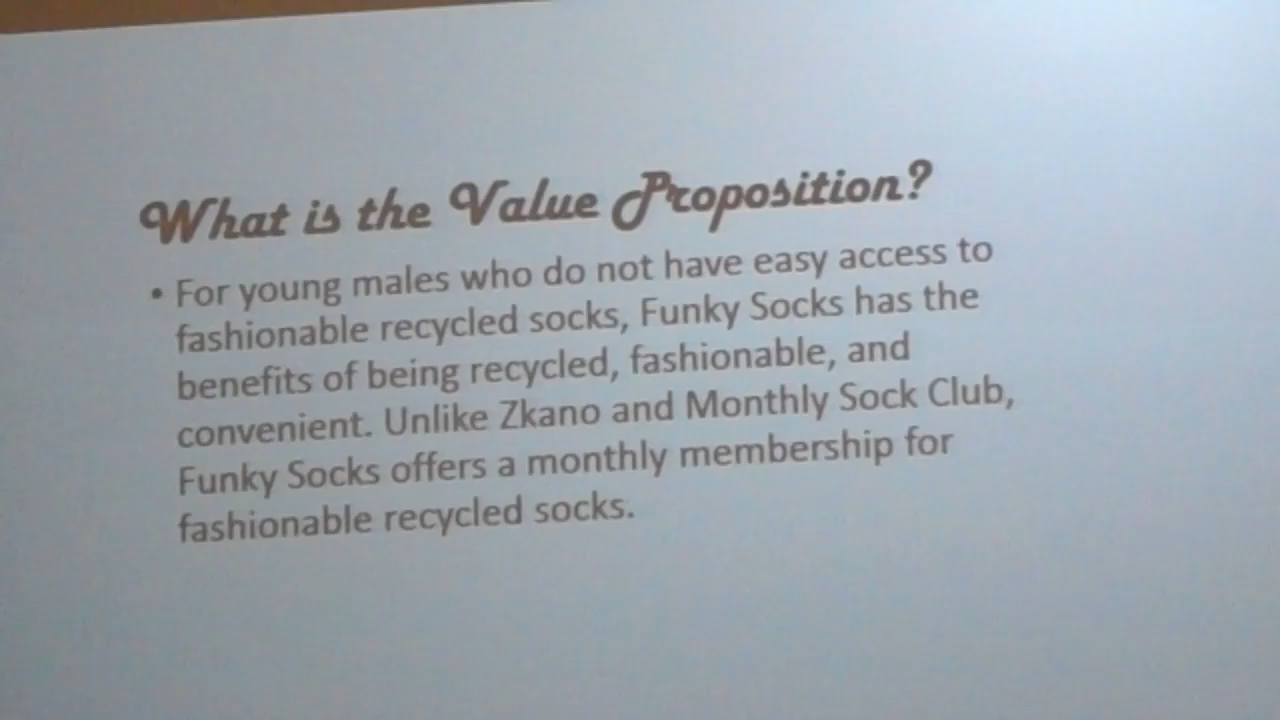 What is the Value Proposition?
• For young males who do not have easy access to
fashionable recycled socks, Funky Socks has the
benefits of being recycled, fashionable, and
convenient. Unlike Zkano and Monthly Sock Club,
Funky Socks offers a monthly membership for
fashionable recycled socks.